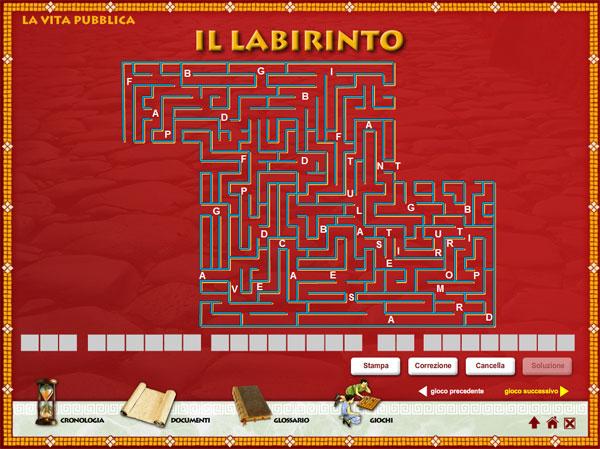 LA VITA PUBBLICA
IL LABIRINTO
B G I
F
B
A D
P F A
F D T N T
P U
G L G B
D B A T U T
C S I R R I
E
A A E O P
V E M
S R
A D
Stampa Correzione Cancella Soluzione
gioco precedente gioco successivo
CRONOLOGIA DOCUMENTI GLOSSARIO GIOCHI